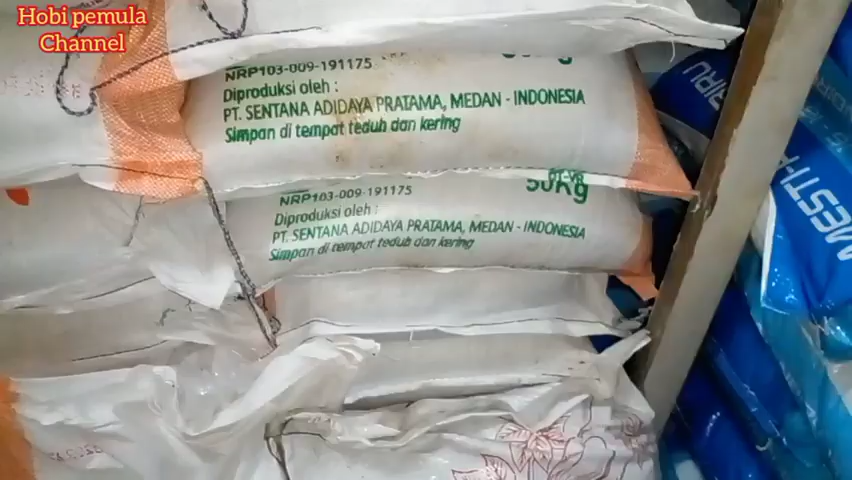 Hobi pemula
Channel
NRP103-009-191175
Diproduksi oleh :
PT. SENTANA ADIDAYA PRATAMA, MEDAN - INDONESIA
Simpan di tempat teduh dan kering
50Kg
NRP103-009-191175
Diproduksi oleh :
PT. SENTANA ADIDAYA PRATAMA, MEDAN - INDONESIA
Simpan di tempat teduh dan kering